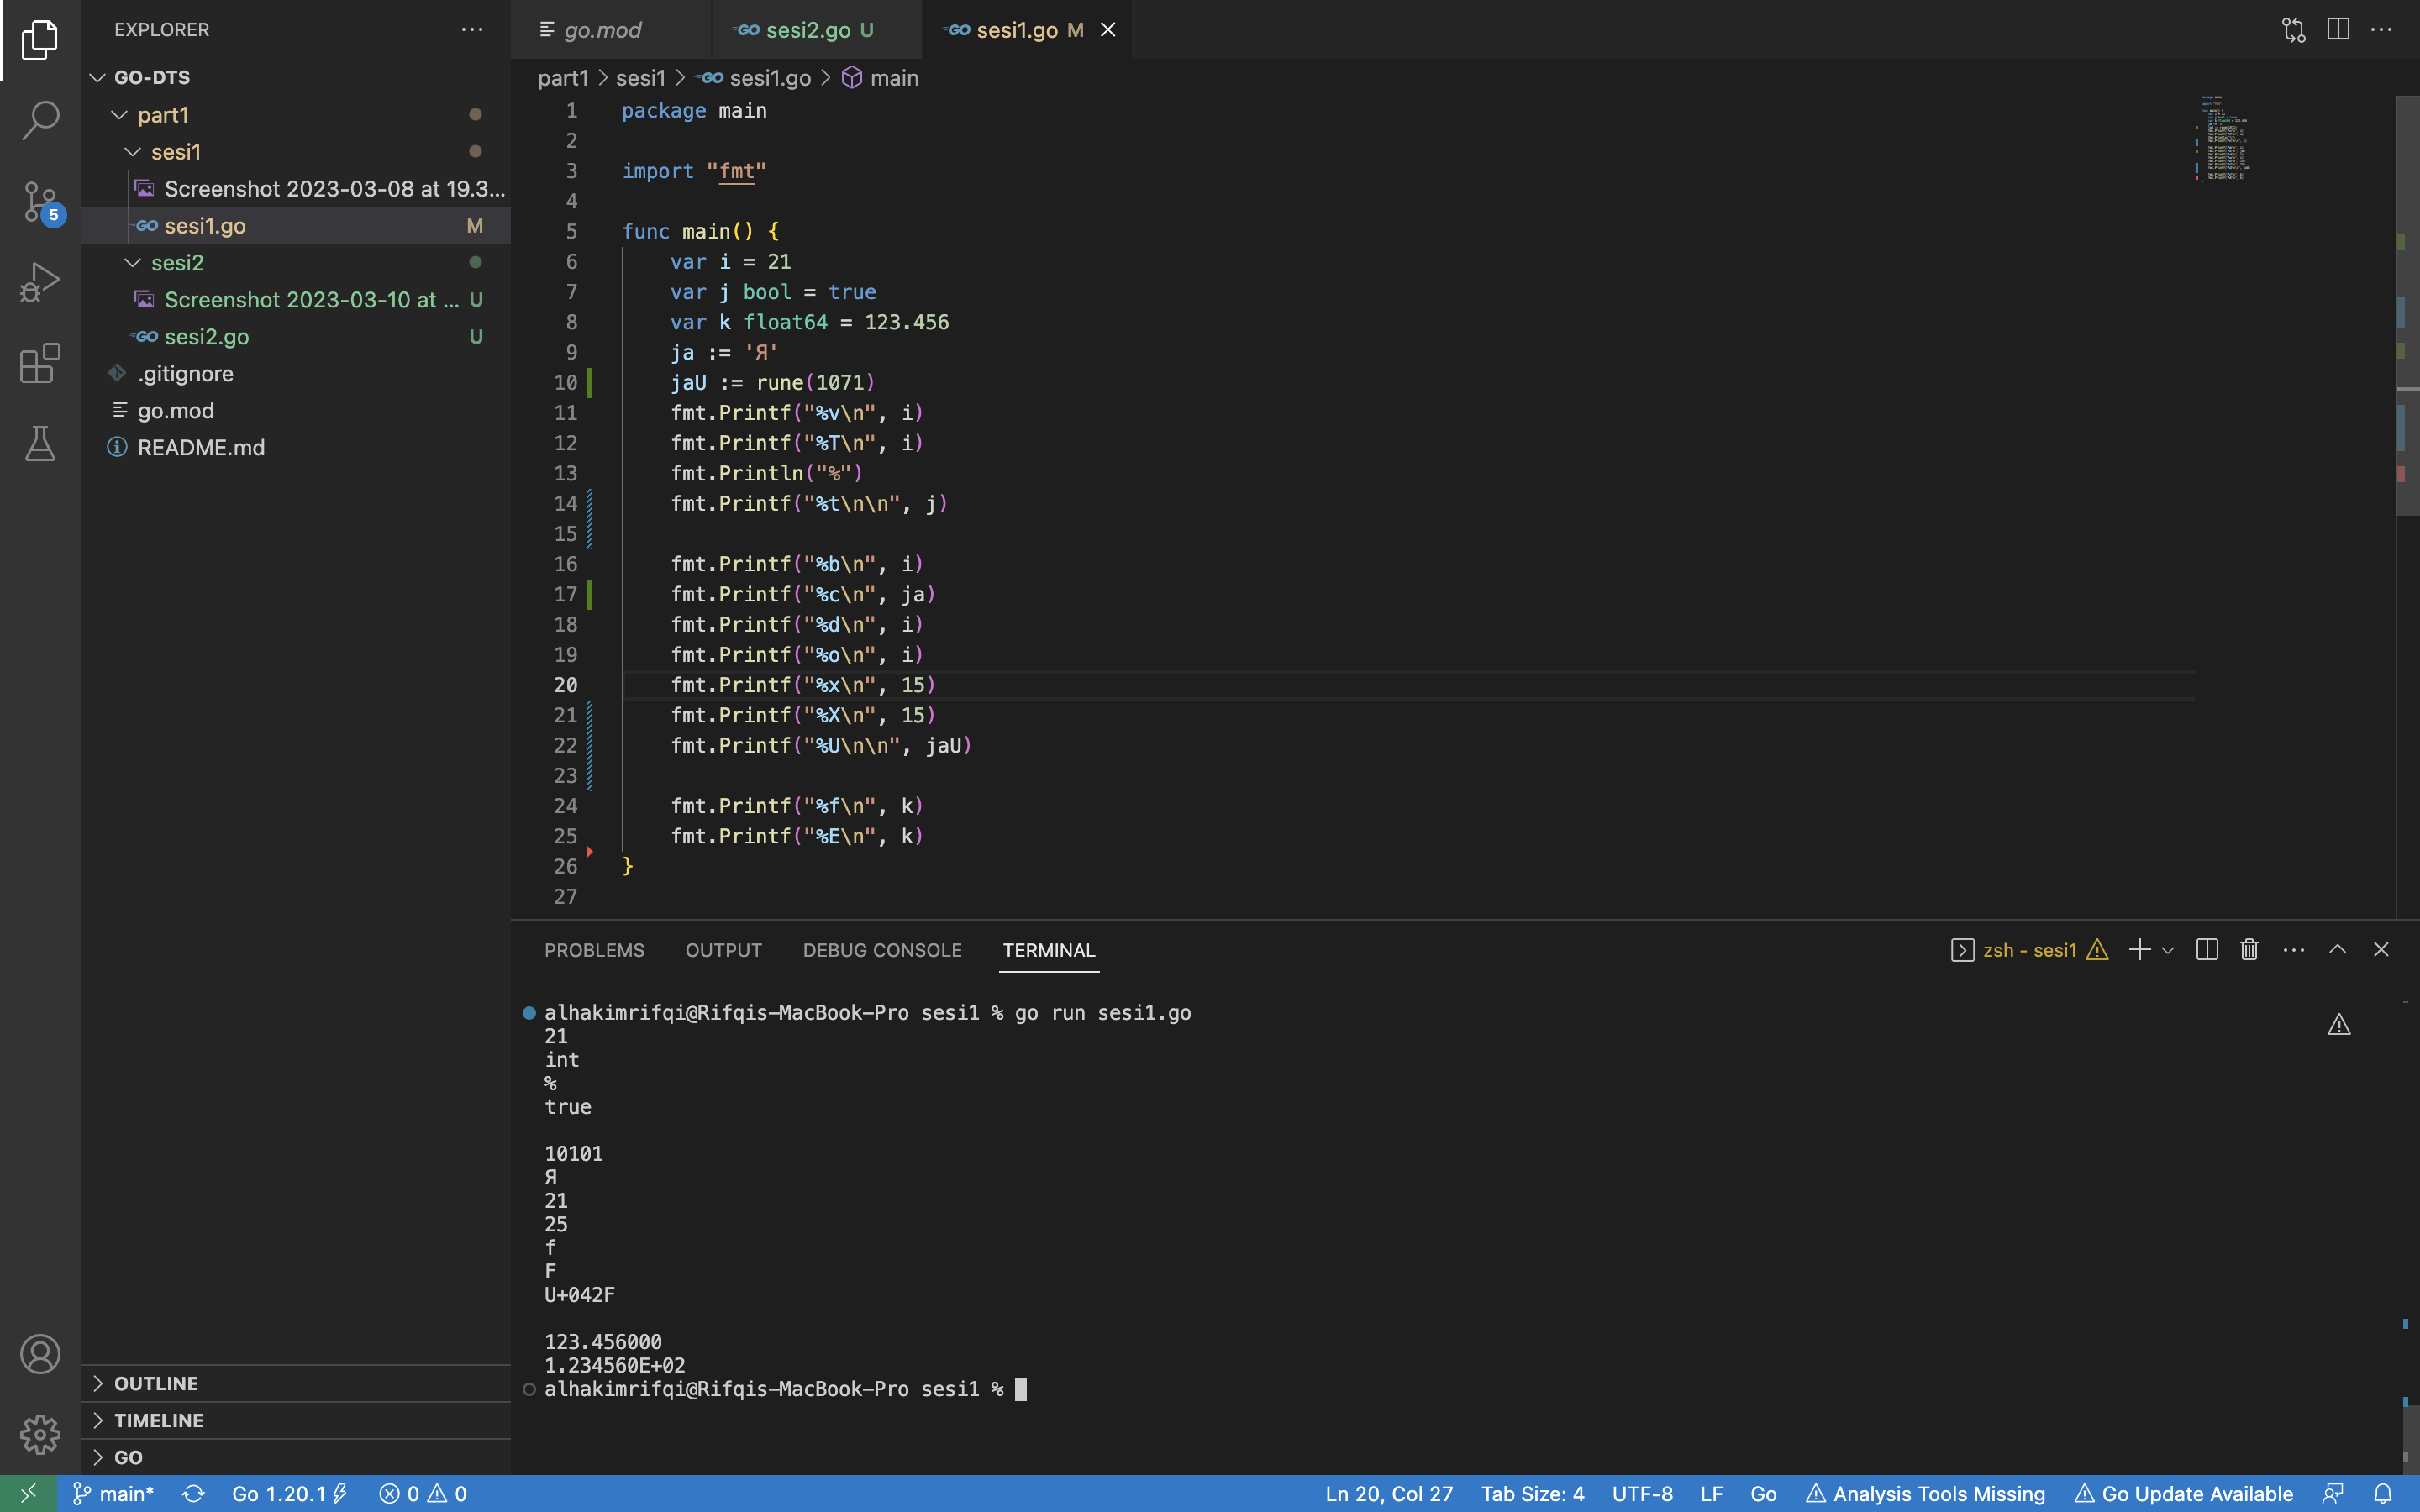 EXPLORER
GO-DTS
part1
sesi1
Screenshot 2023-03-08 at 19.3...
sesi1.go M
sesi2
Screenshot 2023-03-10 at ... U
sesi2.go U
.gitignore
go.mod
README.md
OUTLINE
TIMELINE
GO
5
go.mod
GO sesi2.go U
GO sesi1.go M
part1 > sesi1 > GO sesi1.go > main
1 package main
2
3 import "fmt"
4
5 func main() {
6 var i = 21
7 var j bool = true
8 var k float64 = 123.456
9 ja := 'Я'
10 jaU := rune(1071)
11 fmt.Printf("%v\n", i)
12 fmt.Printf("%T\n", i)
13 fmt.Println("%")
14 fmt.Printf("%t\n\n", j)
15
16 fmt.Printf("%b\n", i)
17 fmt.Printf("%c\n", ja)
18 fmt.Printf("%d\n", i)
19 fmt.Printf("%o\n", i)
20 fmt.Printf("%x\n", 15)
21 fmt.Printf("%X\n", 15)
22 fmt.Printf("%U\n\n", jaU)
23
24 fmt.Printf("%f\n", k)
25 fmt.Printf("%E\n", k)
26 }
27
PROBLEMS OUTPUT DEBUG CONSOLE TERMINAL
zsh - sesi1
alhakimrifqi@Rifqis-MacBook-Pro sesi1 % go run sesi1.go
21
int
%
true
10101
Я
21
25
f
F
U+042F
123.456000
1.234560E+02
alhakimrifqi@Rifqis-MacBook-Pro sesi1 %
main* Go 1.20.1 0 0 Ln 20, Col 27 Tab Size: 4 UTF-8 LF Go Analysis Tools Missing Go Update Available